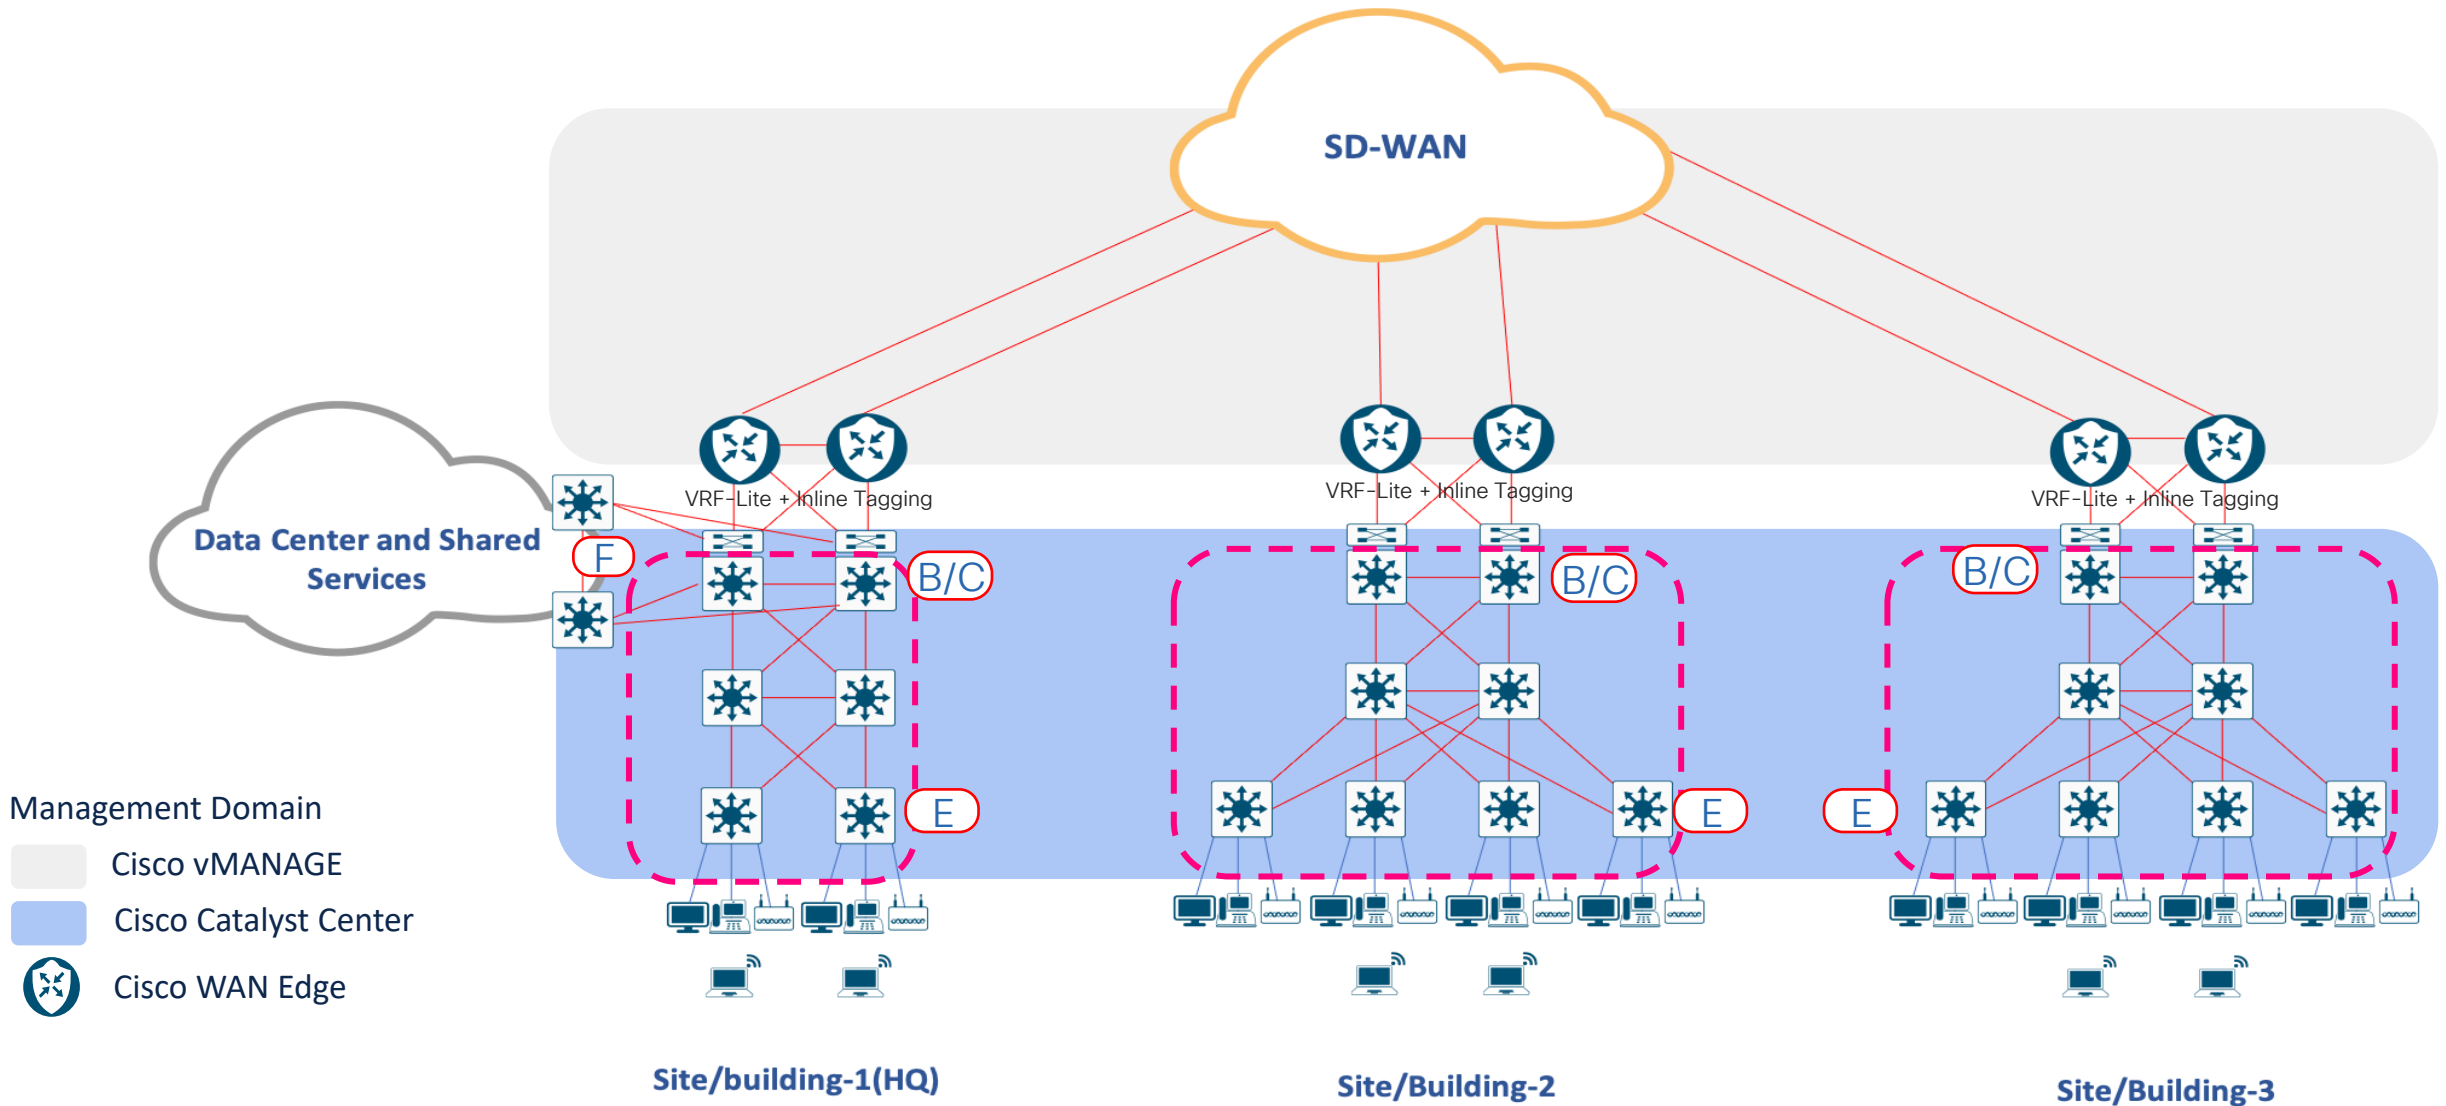 SD-WAN
VRF-Lite + Inline Tagging
VRF-Lite + Inline Tagging
VRF-Lite + Inline Tagging
Data Center and Shared
Services
F
B/C
B/C
B/C
E
E
E
Management Domain
Cisco vMANAGE
Cisco Catalyst Center
Cisco WAN Edge
Site/building-1(HQ)
Site/Building-2
Site/Building-3